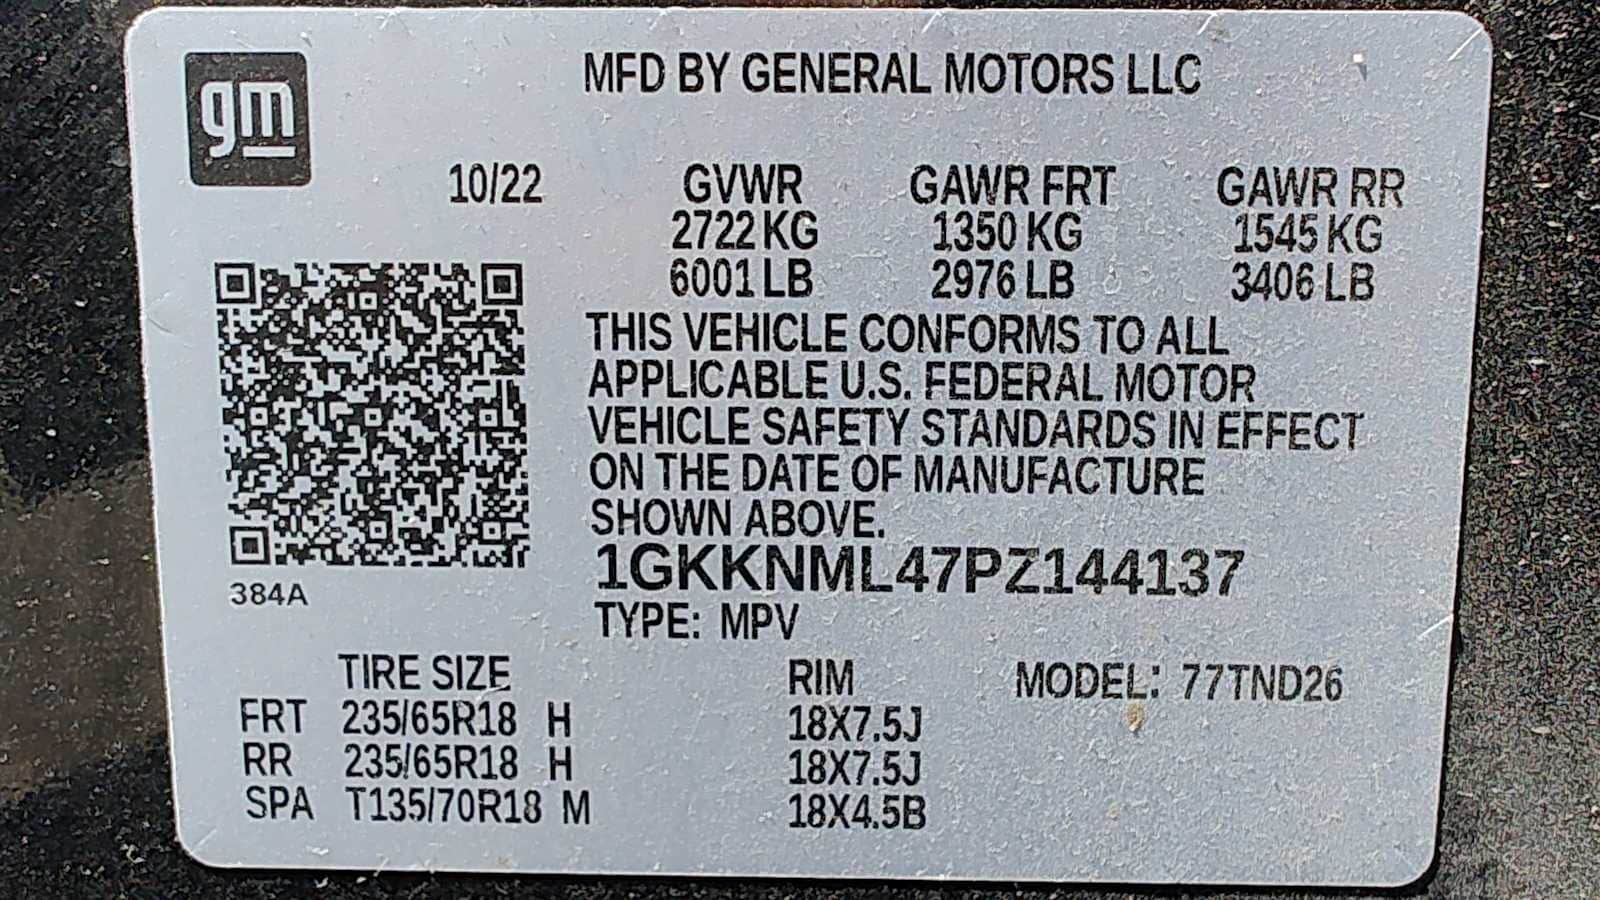 gm
MFD BY GENERAL MOTORS LLC
10/22 GVWR GAWR FRT GAWR RR
2722 KG 1350 KG 1545 KG
6001 LB 2976 LB 3406 LB
THIS VEHICLE CONFORMS TO ALL
APPLICABLE U.S. FEDERAL MOTOR
VEHICLE SAFETY STANDARDS IN EFFECT
ON THE DATE OF MANUFACTURE
SHOWN ABOVE.
1GKKNML47PZ144137
384A
TYPE: MPV
TIRE SIZE RIM MODEL: 77TND26
FRT 235/65R18 H 18X7.5J
RR 235/65R18 H 18X7.5J
SPA T135/70R18 M 18X4.5B